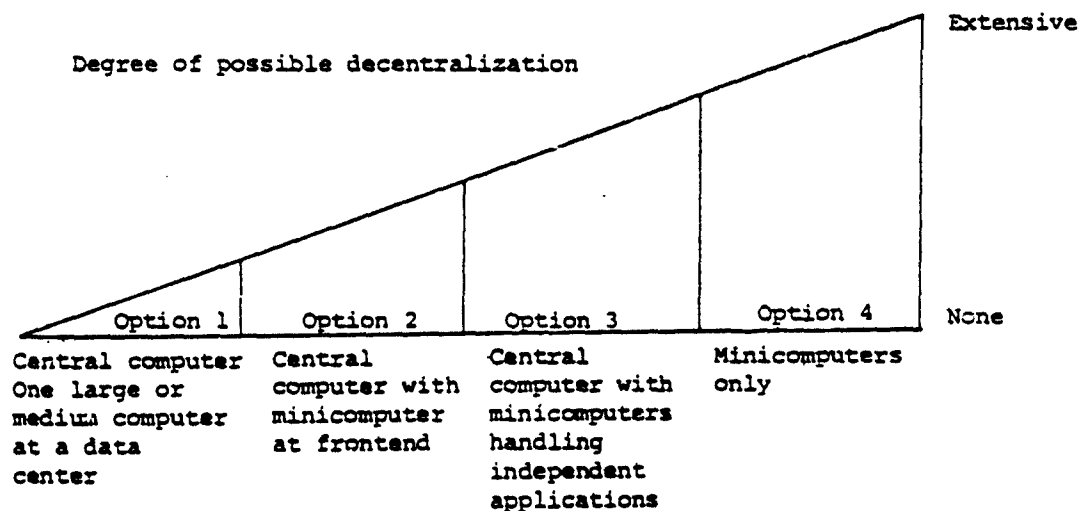 Extensive
Degree of possible decentralization
Option 1
Option 2
Option 3
Option 4
None
Central computer
One large or
medium computer
at a data
center
Central
computer with
minicomputer
at frontend
Central
computer with
minicomputers
handling
independent
applications
Minicomputers
only